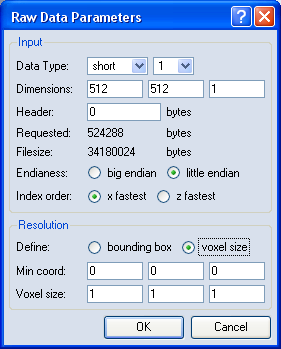 Raw Data Parameters
Input
Data Type: short 1
Dimensions: 512 512 1
Header: 0 bytes
Requested: 524288 bytes
Filesize: 34180024 bytes
Endianess: big endian little endian
Index order: x fastest z fastest
Resolution
Define: bounding box voxel size
Min coord: 0 0 0
Voxel size: 1 1 1
OK Cancel